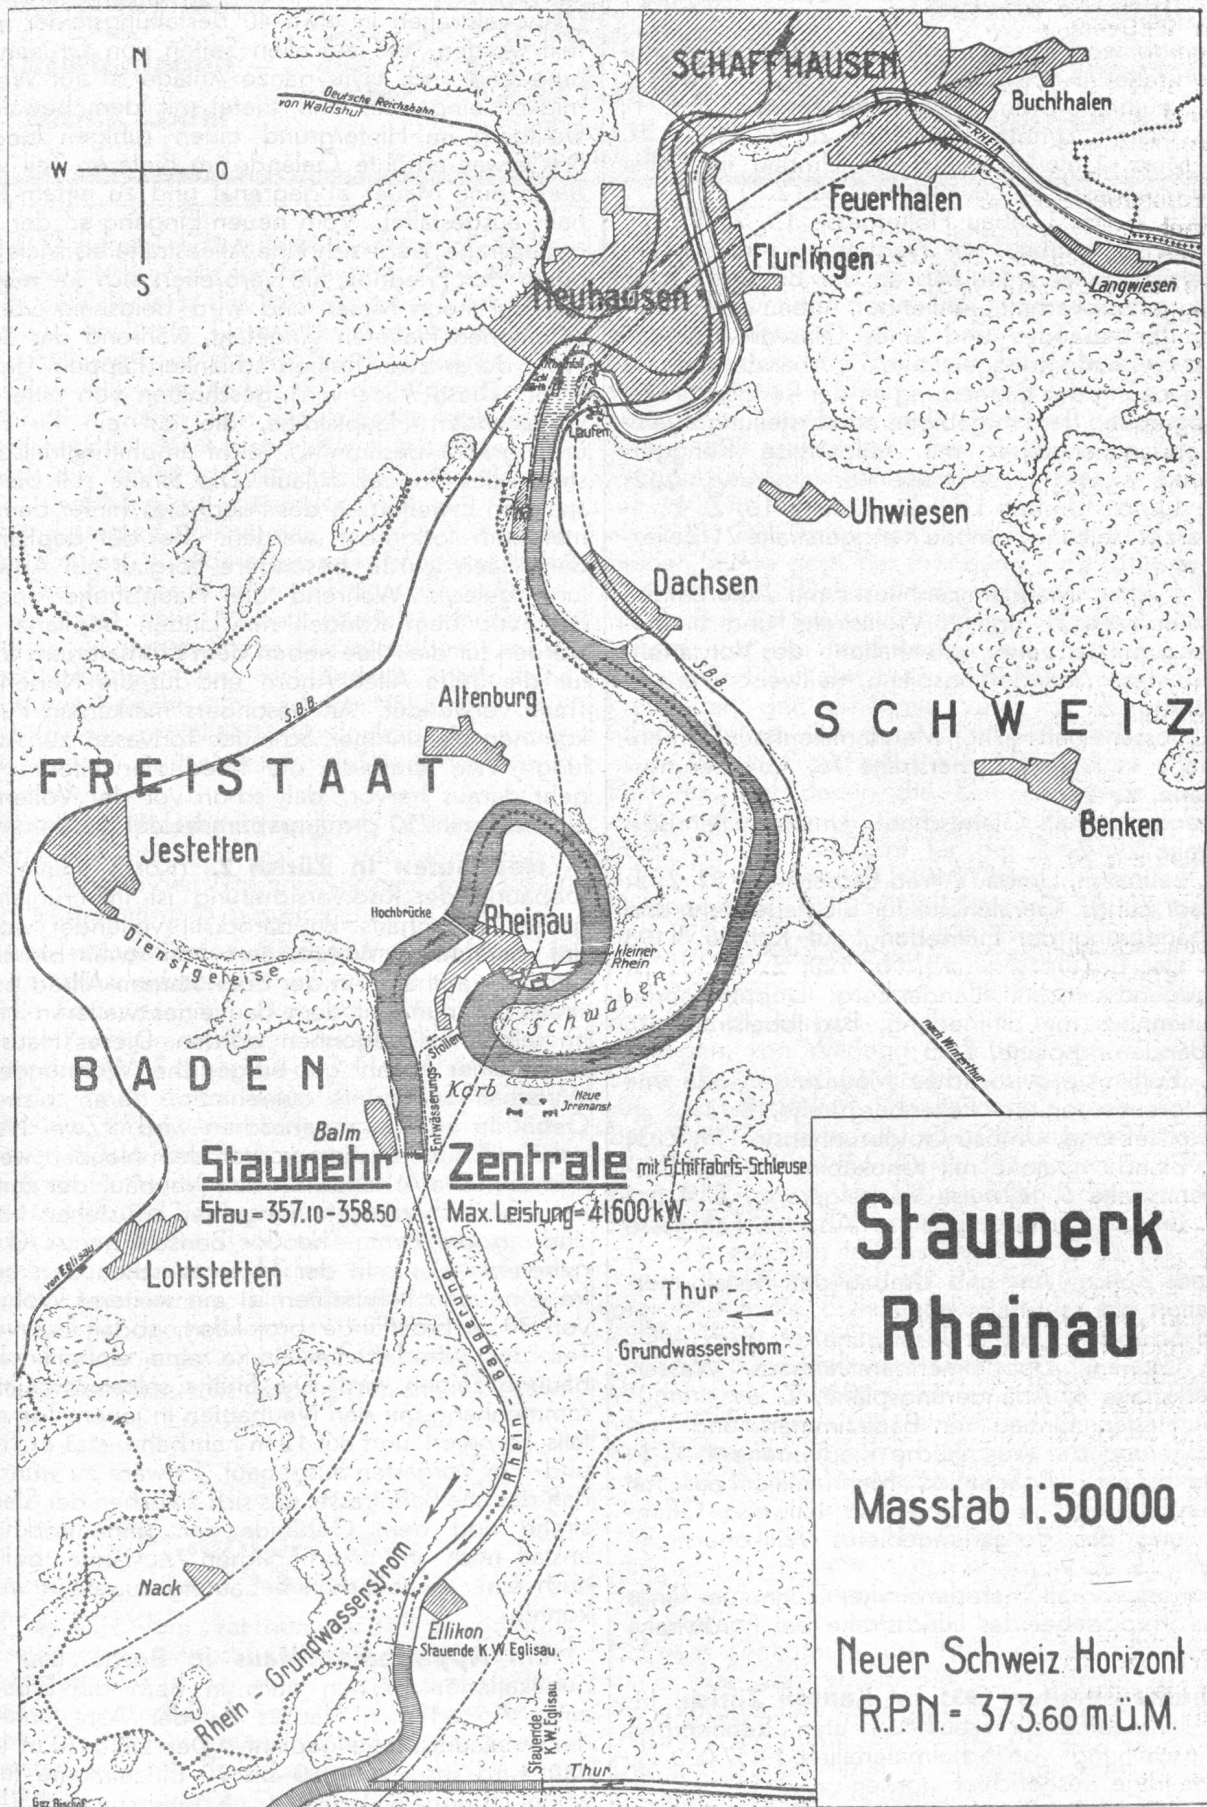 N
W
O
S
Deutsche Reichsbahn
von Waldshut
SCHAFFHAUSEN
Buchthalen
RHEIN
Feuerthalen
Flurlingen
Langwiesen
Neuhausen
Laufen
Uhwiesen
Dachsen
S.B.B.
S.B.B.
Altenburg
SCHWEIZ
FREISTAAT
Benken
Jestetten
Hochbrücke
Rheinau
kleiner
Rhein
Dienstgeleise
Schwaben
nach Winterthur
BADEN
Entwässerungs-Stollen
Korb
Neue
Irrenanst.
Balm
Stauwehr
Zentrale mit Schiffahrts-Schleuse
Stau = 357.10 - 358.50
Max. Leistung = 41600 kW
von Eglisau
Lottstetten
Thur -
Grundwasserstrom
Rhein - Baggerung
Stauwerk
Rheinau
Masstab 1:50000
Nack
Ellikon
Stauende K.W. Eglisau.
Rhein - Grundwasserstrom
Stauende
K.W. Eglisau
Thur
Neuer Schweiz. Horizont
R.P.N. = 373.60 m ü.M.
Gez. Bischof